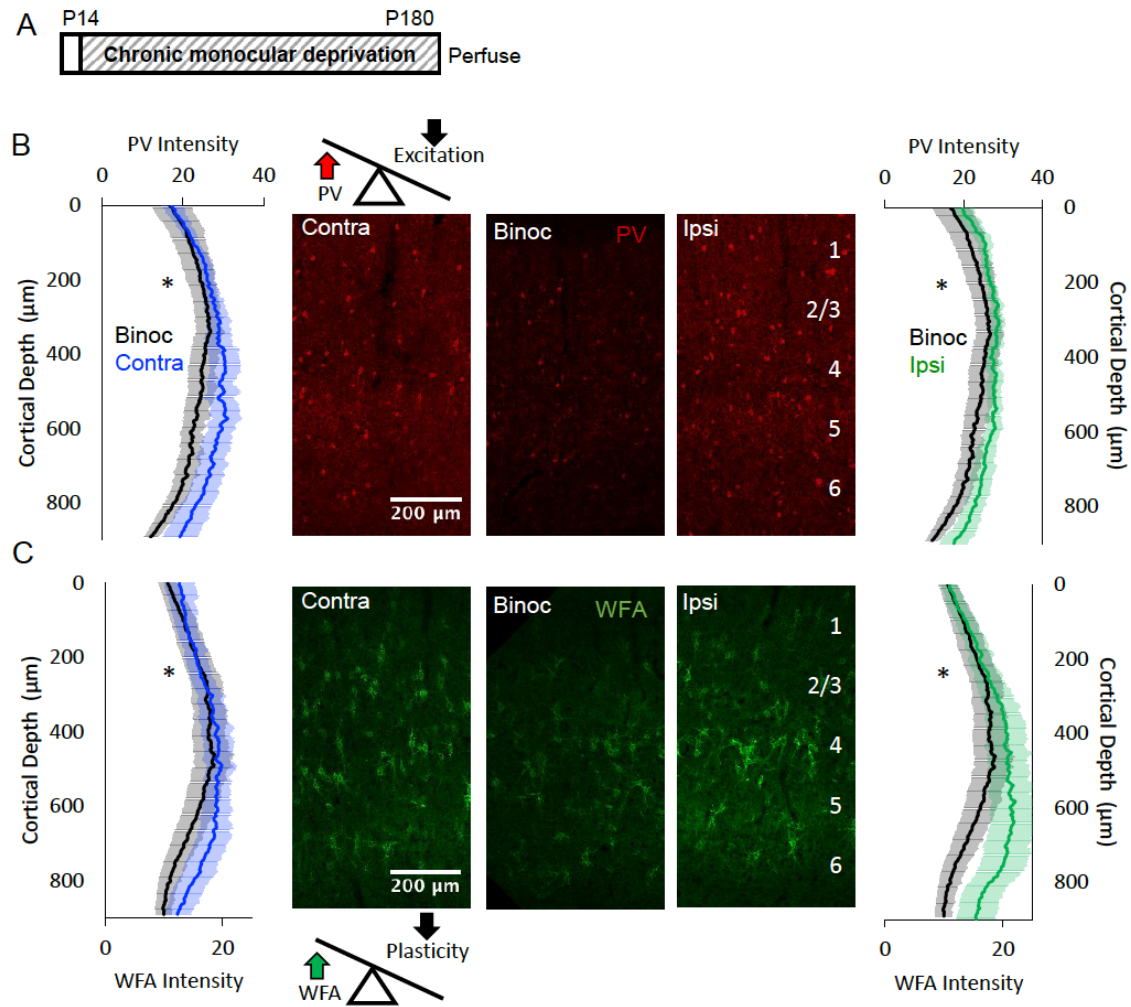 A
P14
P180
Chronic monocular deprivation
Perfuse
B
PV Intensity
0
20
40
Excitation
PV
PV Intensity
0
20
40
0
200
400
600
800
Cortical Depth (μm)
*
Binoc
Contra
Contra
200 μm
Binoc
PV
Ipsi
1
2/3
4
5
6
*
Binoc
Ipsi
0
200
400
600
800
Cortical Depth (μm)
C
0
200
400
600
800
Cortical Depth (μm)
*
0
20
WFA Intensity
Contra
200 μm
Binoc
WFA
Ipsi
1
2/3
4
5
6
Plasticity
WFA
*
0
200
400
600
800
Cortical Depth (μm)
0
20
WFA Intensity